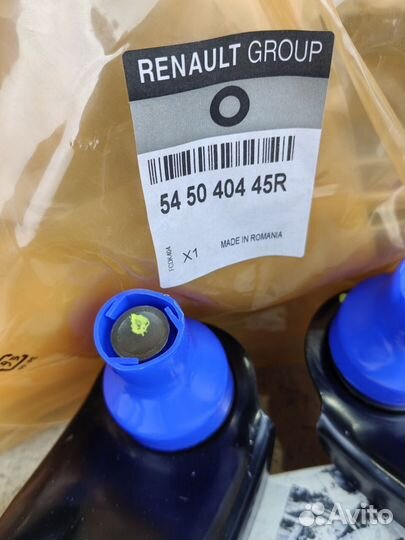 RENAULT GROUP
54 50 404 45R
X1
MADE IN ROMANIA
Avito